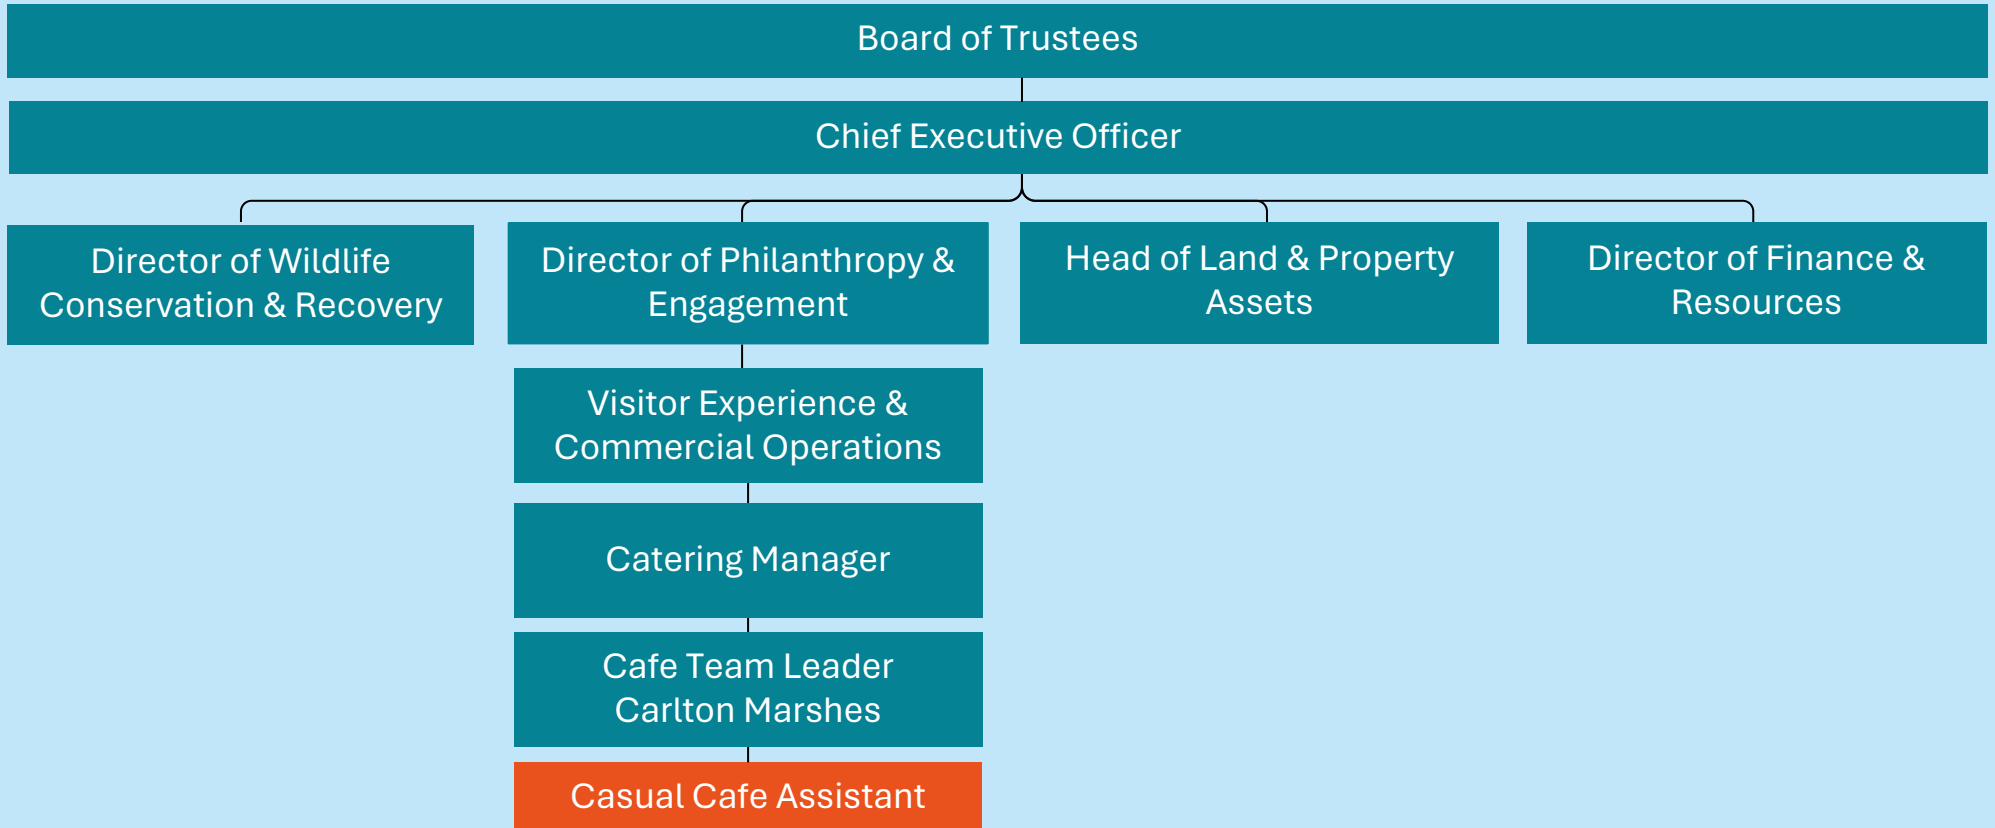 Board of Trustees
Chief Executive Officer
Director of Wildlife
Conservation & Recovery
Director of Philanthropy &
Engagement
Head of Land & Property
Assets
Director of Finance &
Resources
Visitor Experience &
Commercial Operations
Catering Manager
Cafe Team Leader
Carlton Marshes
Casual Cafe Assistant